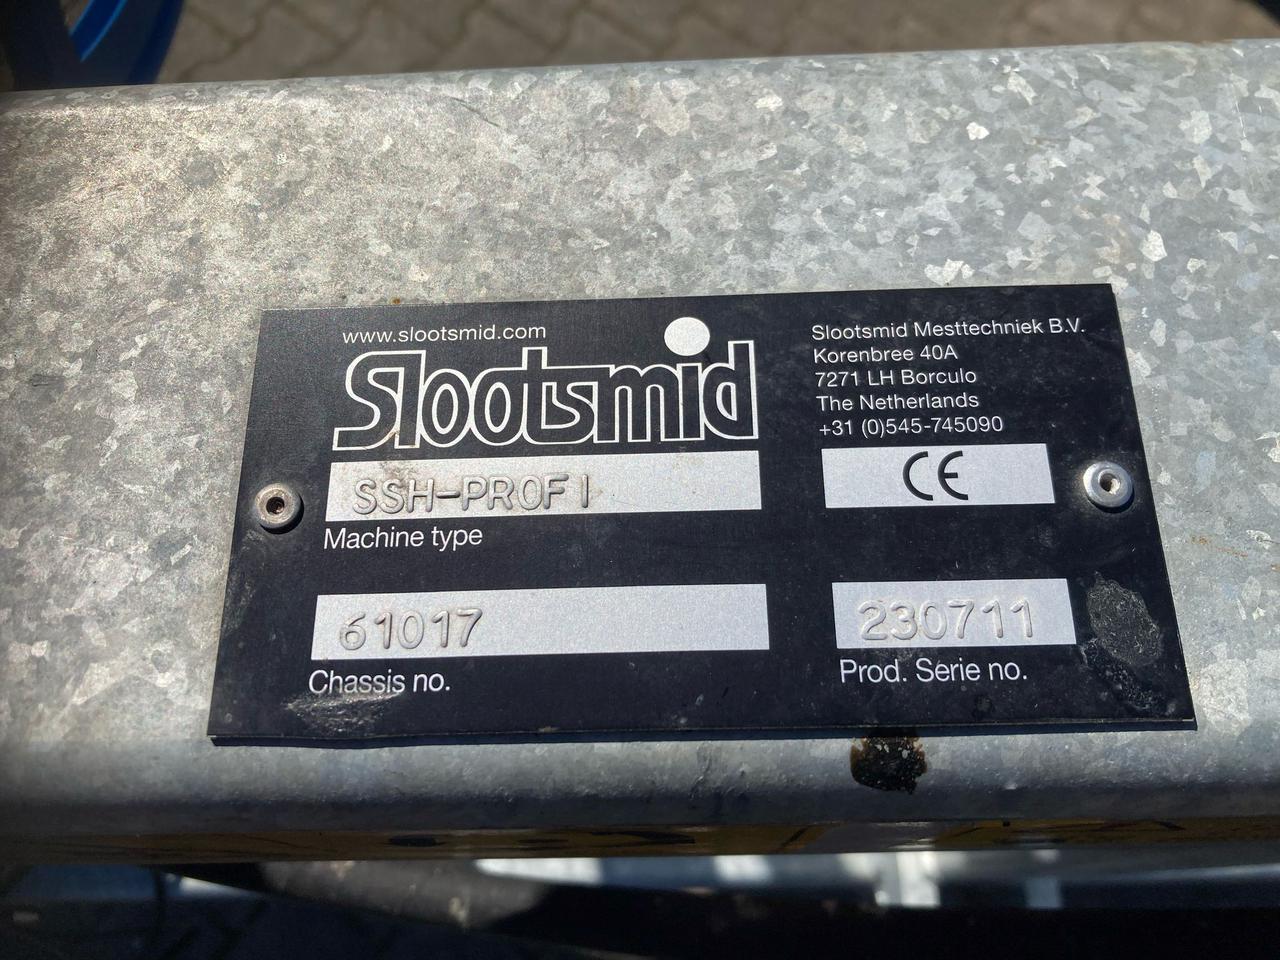 www.slootsmid.com
Slootsmid
SSH-PROFI
Machine type
61017
Chassis no.
Slootsmid Mesttechniek B.V.
Korenbree 40A
7271 LH Borculo
The Netherlands
+31 (0)545-745090
CE
230711
Prod. Serie no.